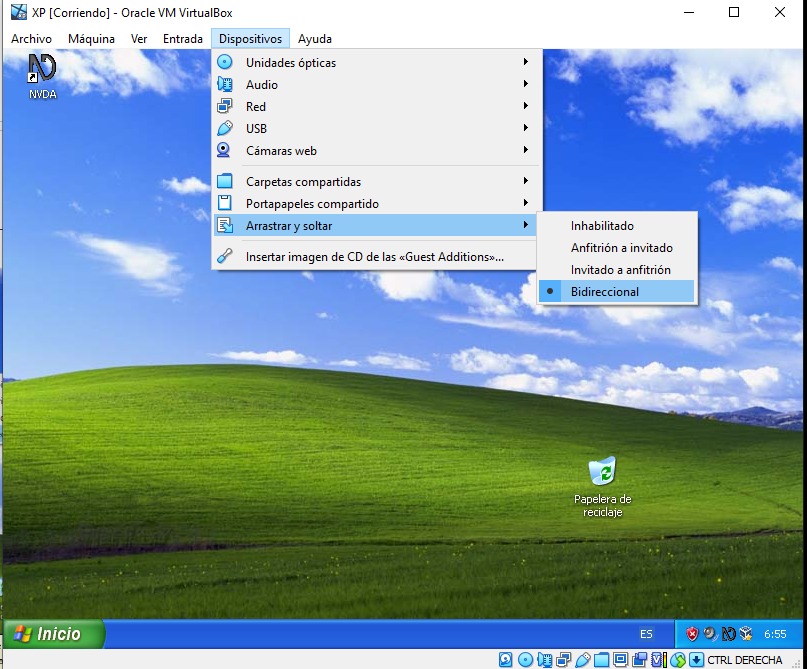 XP [Corriendo] - Oracle VM VirtualBox
Archivo Máquina Ver Entrada Dispositivos Ayuda
NVDA
Unidades ópticas
Audio
Red
USB
Cámaras web
Carpetas compartidas
Portapapeles compartido
Arrastrar y soltar
Insertar imagen de CD de las «Guest Additions»...
Inhabilitado
Anfitrión a invitado
Invitado a anfitrión
Bidireccional
Papelera de
reciclaje
Inicio ES 6:55
CTRL DERECHA